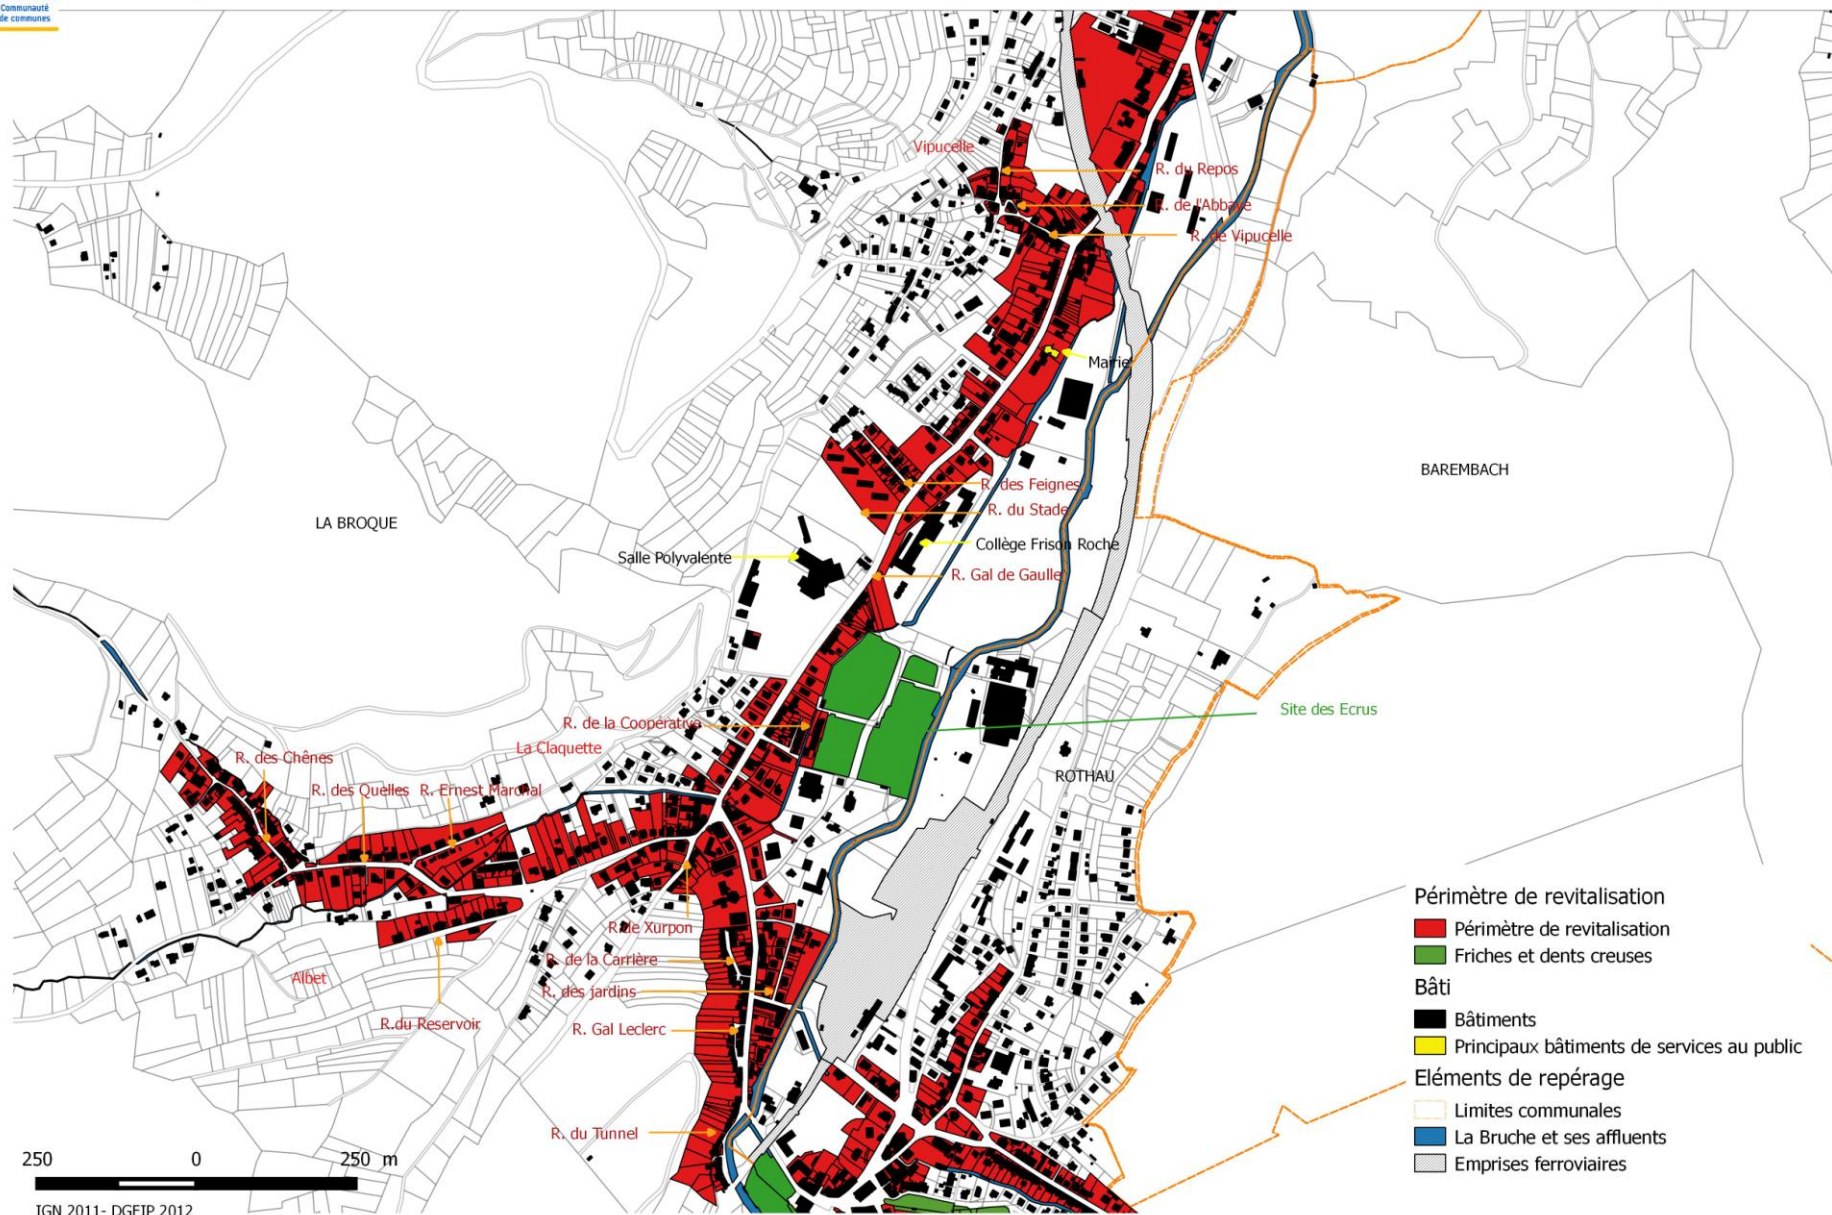 Communauté
de communes
Vipucelle
R. du Repos
R. de l'Abbaye
R. de Vipucelle
Mairie
BAREMBACH
R. des Feignes
R. du Stade
LA BROQUE
Collège Frison Roche
Salle Polyvalente
R. Gal de Gaulle
Site des Ecrus
R. de la Coopérative
La Claquette
R. des Chênes
ROTHAU
R. des Quelles
R. Ernest Marchal
R.de Xurpon
R. de la Carrière
Albet
R. des jardins
R.du Reservoir
R. Gal Leclerc
R. du Tunnel
Périmètre de revitalisation
Périmètre de revitalisation
Friches et dents creuses
Bâti
Bâtiments
Principaux bâtiments de services au public
Eléments de repérage
Limites communales
La Bruche et ses affluents
Emprises ferroviaires
250 0 250 m
IGN 2011- DGFIP 2012